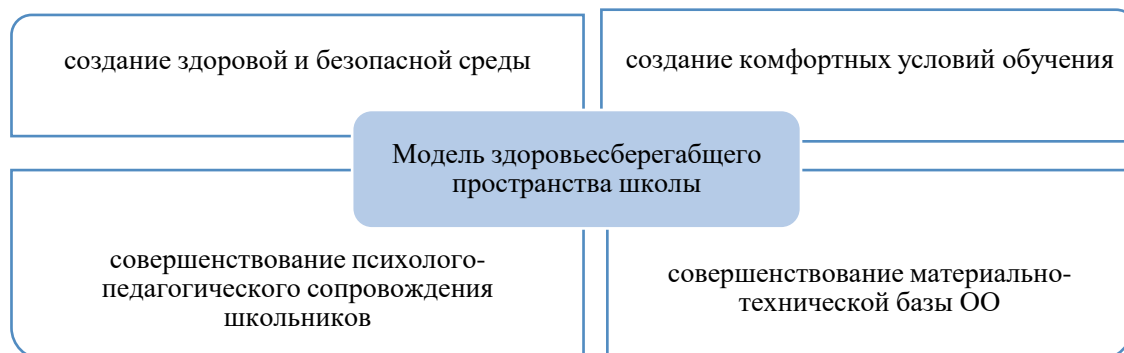 создание здоровой и безопасной среды
создание комфортных условий обучения
Модель здоровьесберегабщего
пространства школы
совершенствование психолого-
педагогического сопровождения
школьников
совершенствование материально-
технической базы ОО